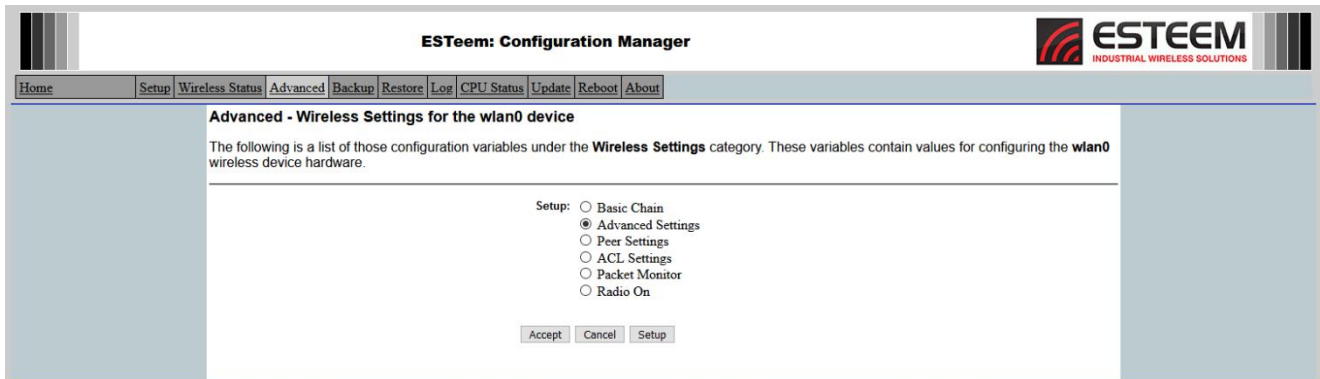 ESTeem: Configuration Manager
ESTEEM
INDUSTRIAL WIRELESS SOLUTIONS
Home Setup Wireless Status Advanced Backup Restore Log CPU Status Update Reboot About
Advanced - Wireless Settings for the wlan0 device
The following is a list of those configuration variables under the Wireless Settings category. These variables contain values for configuring the wlan0
wireless device hardware.
Setup: Basic Chain
Advanced Settings
Peer Settings
ACL Settings
Packet Monitor
Radio On
Accept Cancel Setup